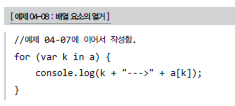 [예제 04-08 : 배열 요소의 열거]
//예제 04-07에 이어서 작성함.
for (var k in a) {
    console.log(k + "--->" + a[k]);
}